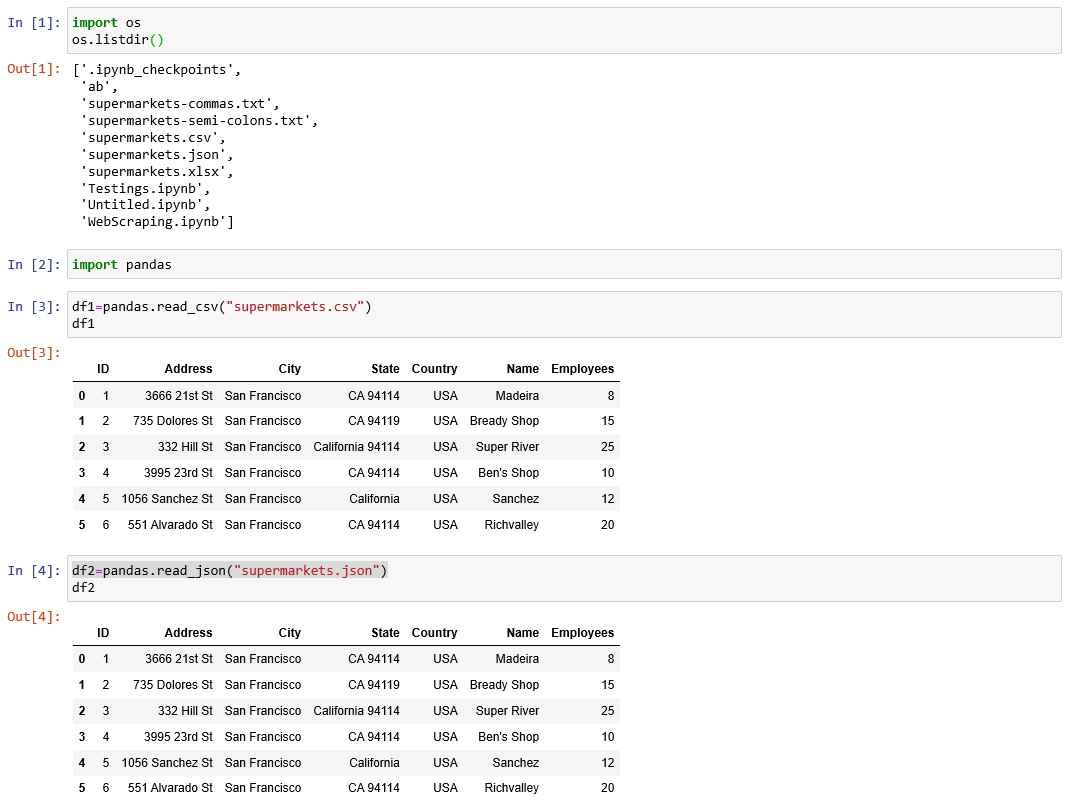 In [1]: import os
os.listdir()
Out[1]: ['.ipynb_checkpoints',
'ab',
'supermarkets-commas.txt',
'supermarkets-semi-colons.txt',
'supermarkets.csv',
'supermarkets.json',
'supermarkets.xlsx',
'Testings.ipynb',
'Untitled.ipynb',
'WebScraping.ipynb']
In [2]: import pandas
In [3]: df1=pandas.read_csv("supermarkets.csv")
df1
Out[3]:
ID Address City State Country Name Employees
0 1 3666 21st St San Francisco CA 94114 USA Madeira 8
1 2 735 Dolores St San Francisco CA 94119 USA Bready Shop 15
2 3 332 Hill St San Francisco California 94114 USA Super River 25
3 4 3995 23rd St San Francisco CA 94114 USA Ben's Shop 10
4 5 1056 Sanchez St San Francisco California USA Sanchez 12
5 6 551 Alvarado St San Francisco CA 94114 USA Richvalley 20
In [4]: df2=pandas.read_json("supermarkets.json")
df2
Out[4]:
ID Address City State Country Name Employees
0 1 3666 21st St San Francisco CA 94114 USA Madeira 8
1 2 735 Dolores St San Francisco CA 94119 USA Bready Shop 15
2 3 332 Hill St San Francisco California 94114 USA Super River 25
3 4 3995 23rd St San Francisco CA 94114 USA Ben's Shop 10
4 5 1056 Sanchez St San Francisco California USA Sanchez 12
5 6 551 Alvarado St San Francisco CA 94114 USA Richvalley 20